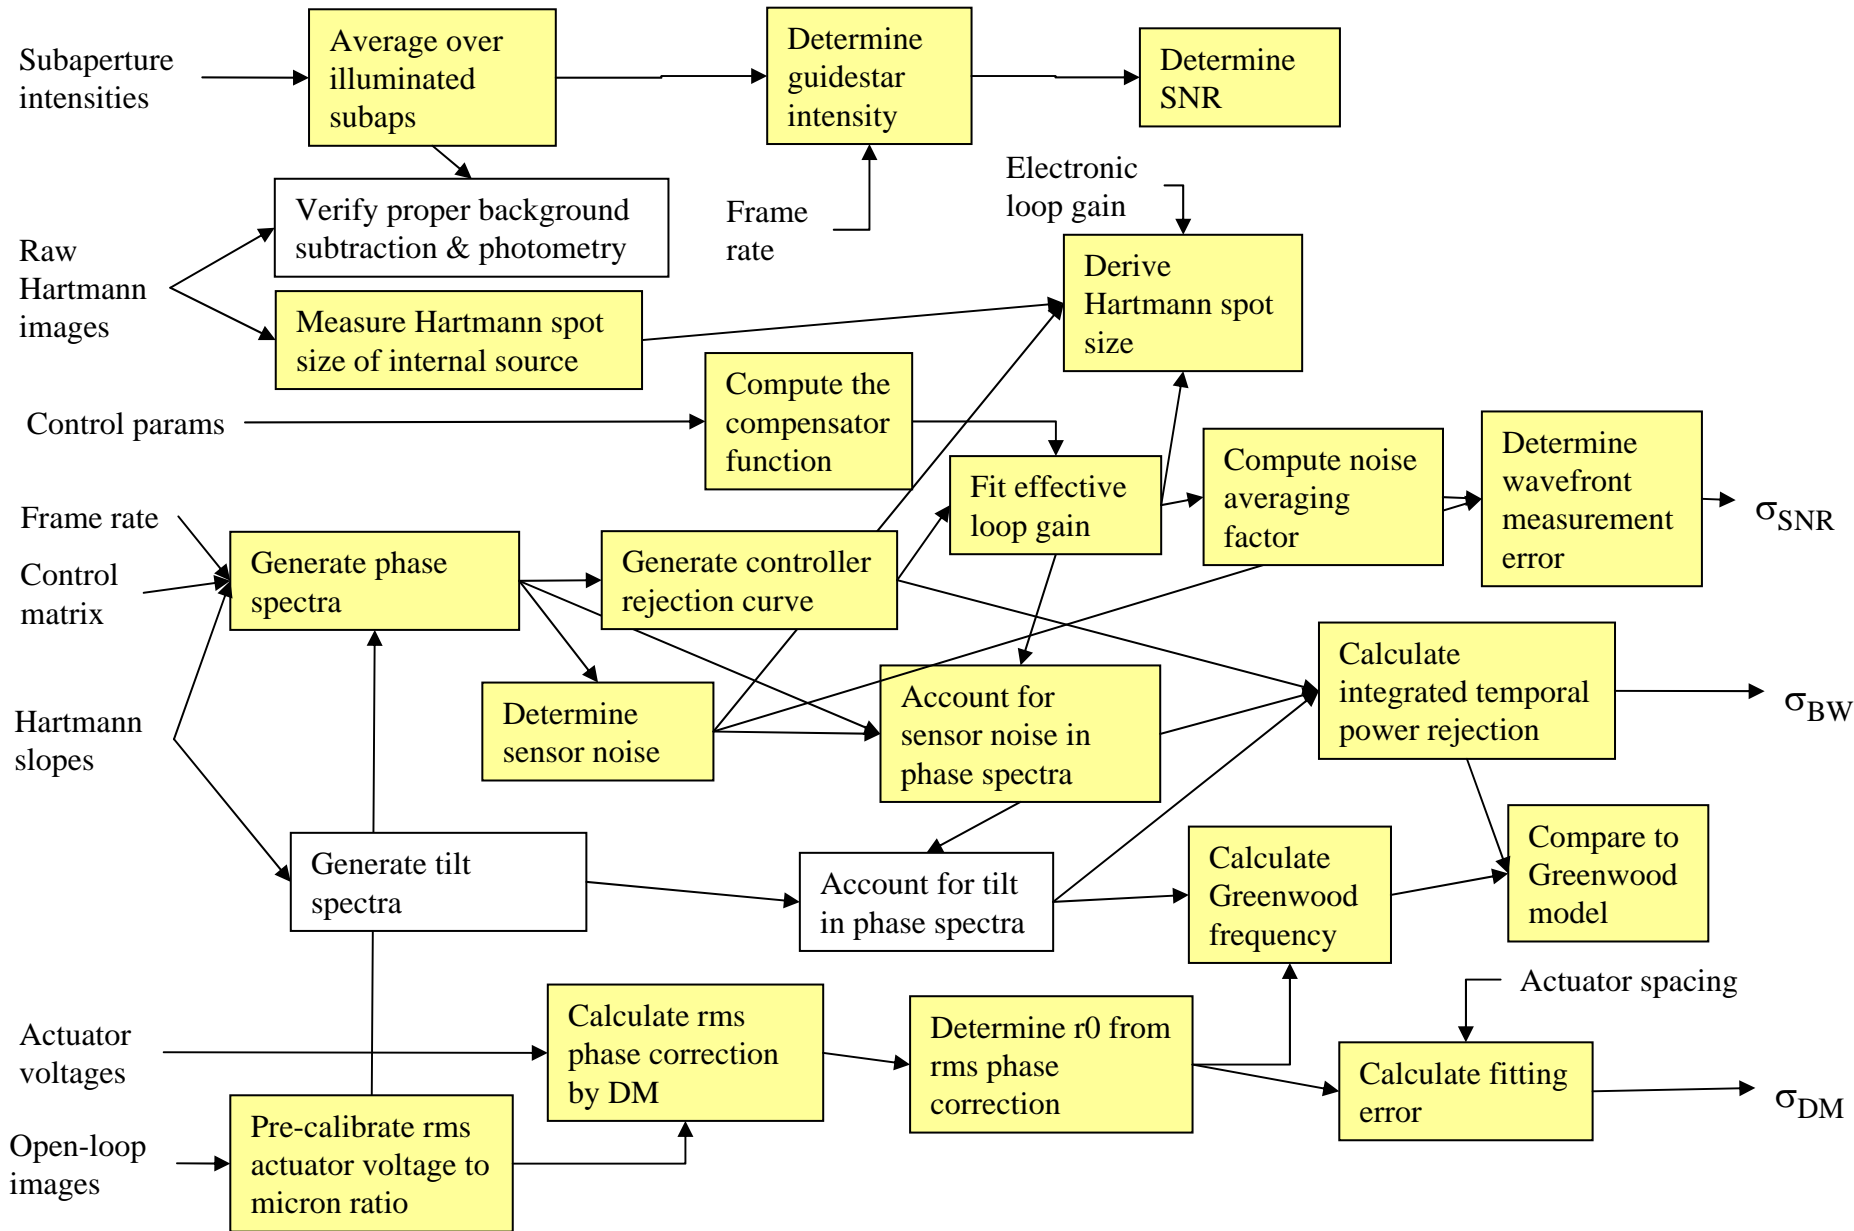 Subaperture
intensities
Average over
illuminated
subaps
Determine
guidestar
intensity
Determine
SNR
Electronic
loop gain
Verify proper background
subtraction & photometry
Frame
rate
Raw
Hartmann
images
Derive
Hartmann spot
size
Measure Hartmann spot
size of internal source
Compute the
compensator
function
Control params
Fit effective
loop gain
Compute noise
averaging
factor
Determine
wavefront
measurement
error
σSNR
Frame rate
Control
matrix
Generate phase
spectra
Generate controller
rejection curve
Hartmann
slopes
Determine
sensor noise
Account for
sensor noise in
phase spectra
Calculate
integrated temporal
power rejection
σBW
Generate tilt
spectra
Account for tilt
in phase spectra
Calculate
Greenwood
frequency
Compare to
Greenwood
model
Actuator spacing
Actuator
voltages
Calculate rms
phase correction
by DM
Determine r0 from
rms phase
correction
Calculate fitting
error
σDM
Open-loop
images
Pre-calibrate rms
actuator voltage to
micron ratio